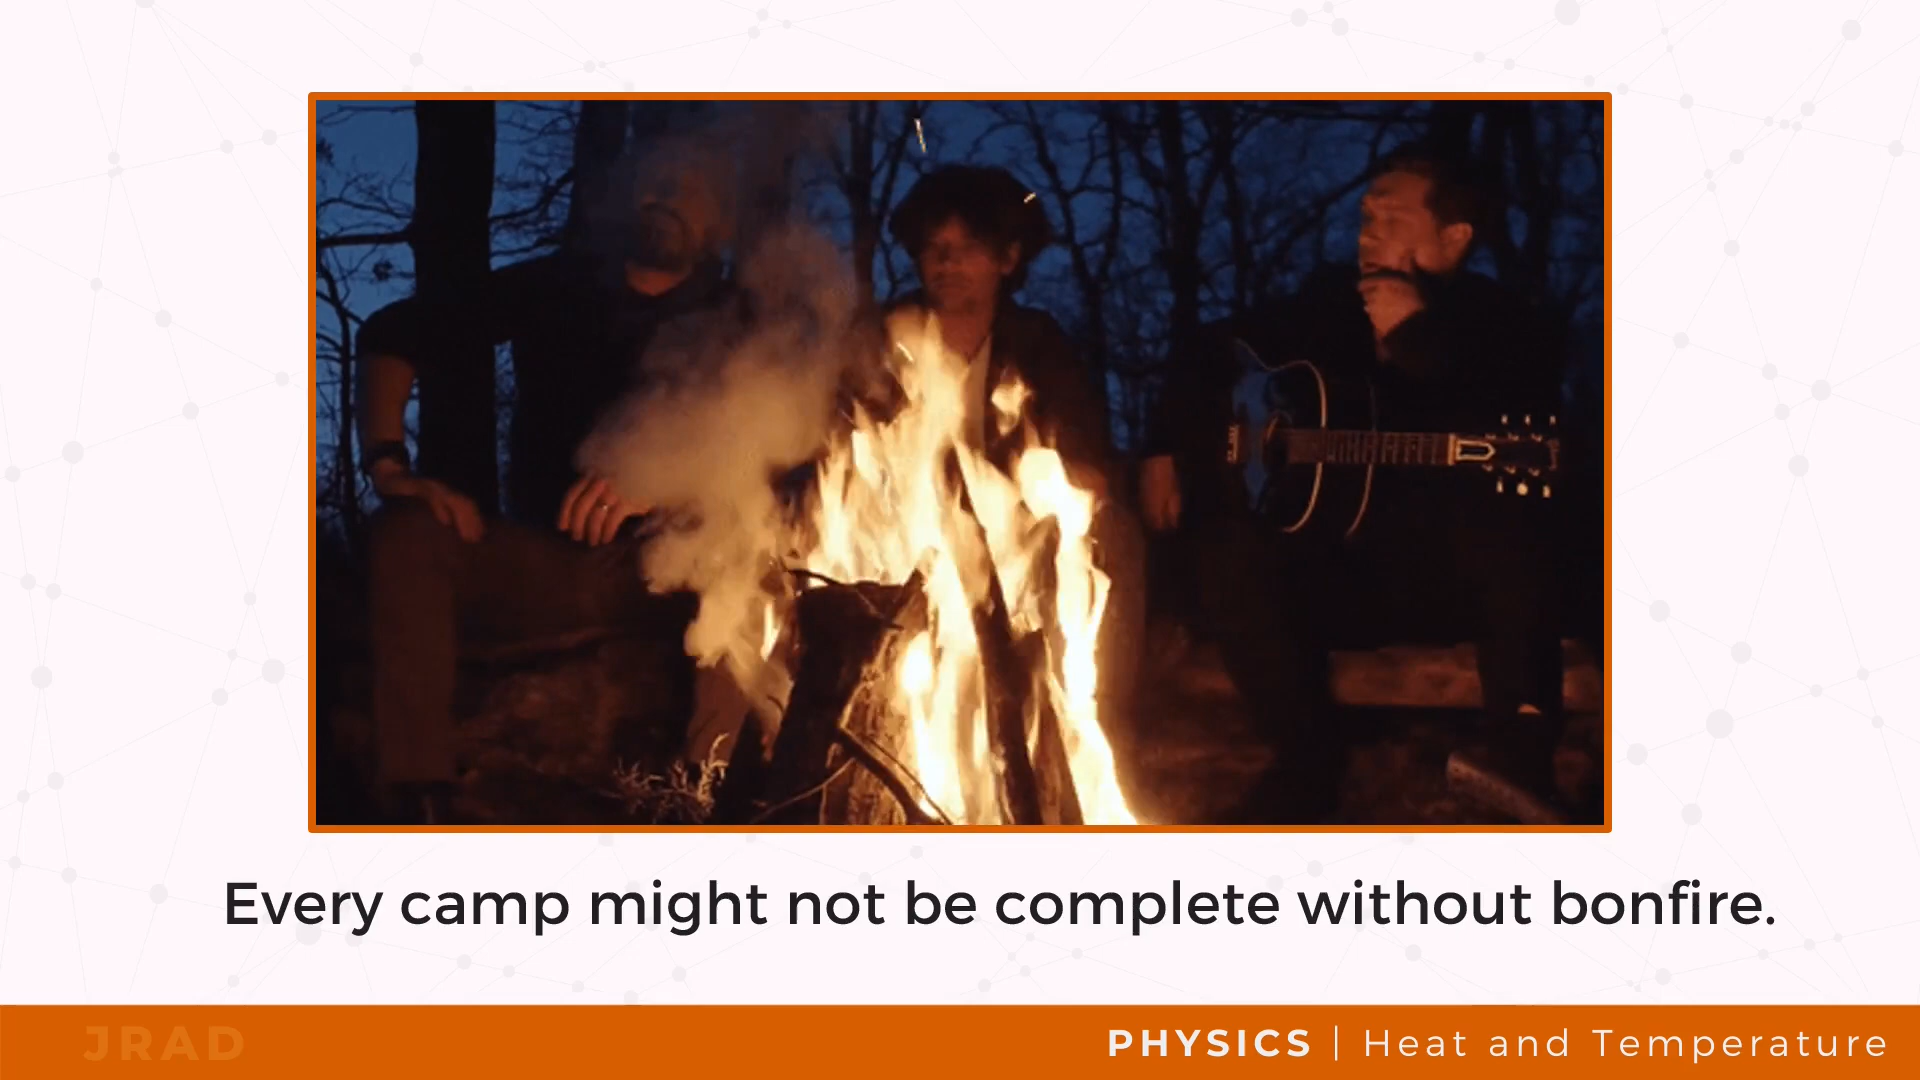 Every camp might not be complete without bonfire.
JRAD
PHYSICS | Heat and Temperature